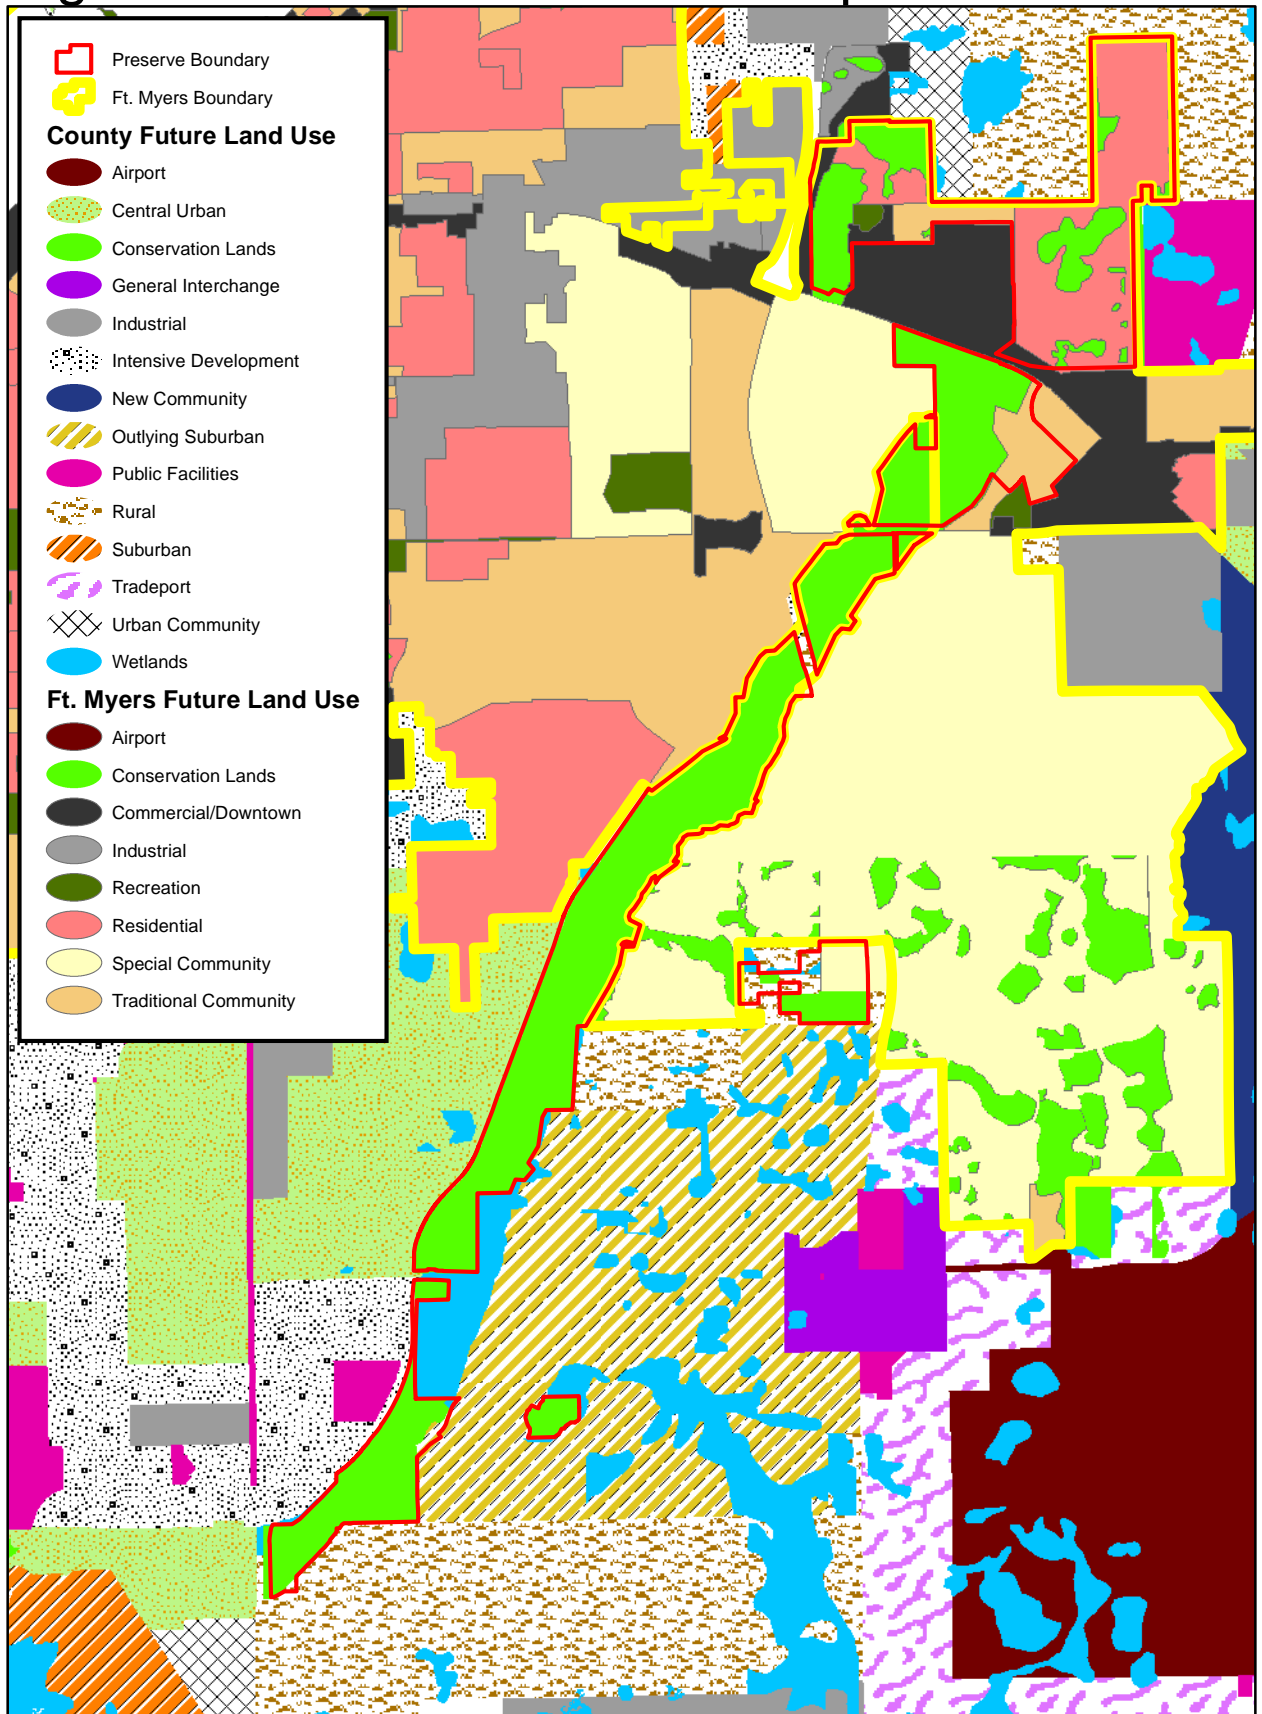 Preserve Boundary
Ft. Myers Boundary
County Future Land Use
Airport
Central Urban
Conservation Lands
General Interchange
Industrial
Intensive Development
New Community
Outlying Suburban
Public Facilities
Rural
Suburban
Tradeport
Urban Community
Wetlands
Ft. Myers Future Land Use
Airport
Conservation Lands
Commercial/Downtown
Industrial
Recreation
Residential
Special Community
Traditional Community